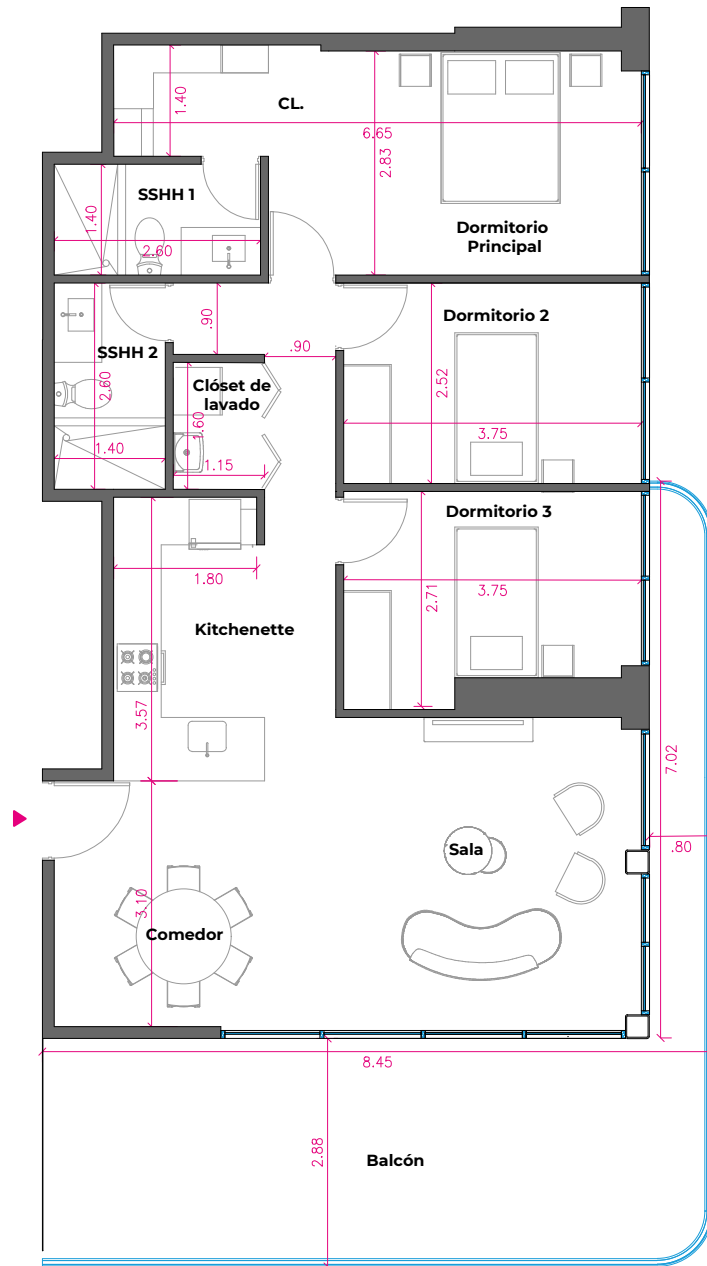 1.40
CL.
6.65
2.83
SSHH 1
1.40
2.60
Dormitorio
Principal
.90
Dormitorio 2
SSHH 2
.90
2.60
Clóset de
lavado
2.52
1.60
3.75
1.40
1.15
Dormitorio 3
1.80
3.75
2.71
Kitchenette
3.57
7.02
.80
Sala
3.10
Comedor
8.45
2.88
Balcón